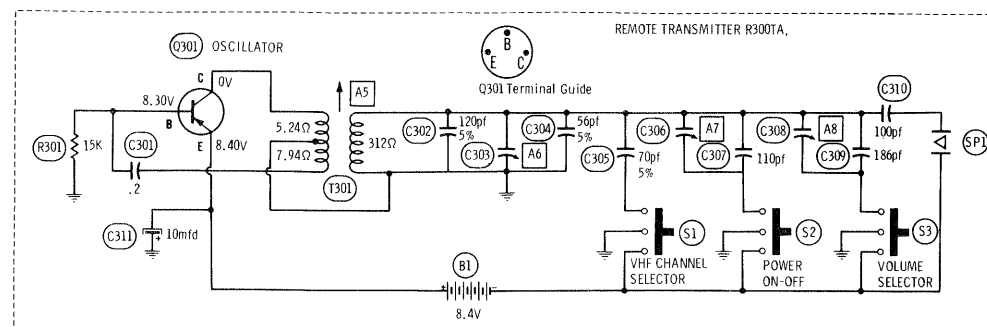 REMOTE TRANSMITTER R300TA,
Q301 OSCILLATOR
B
E C
Q301 Terminal Guide
C
0V
8.30V
B
E
8.40V
R301
15K
C301
.2
C311
+ 10mfd
A5
5.24Ω
7.94Ω
312Ω
T301
C302
120pf
5%
C303
A6
C304
56pf
5%
C305
70pf
5%
C306
A7
C307
110pf
C308
A8
C309
186pf
C310
100pf
SP1
S1
VHF CHANNEL
SELECTOR
S2
POWER
ON-OFF
S3
VOLUME
SELECTOR
B1
+ −
8.4V